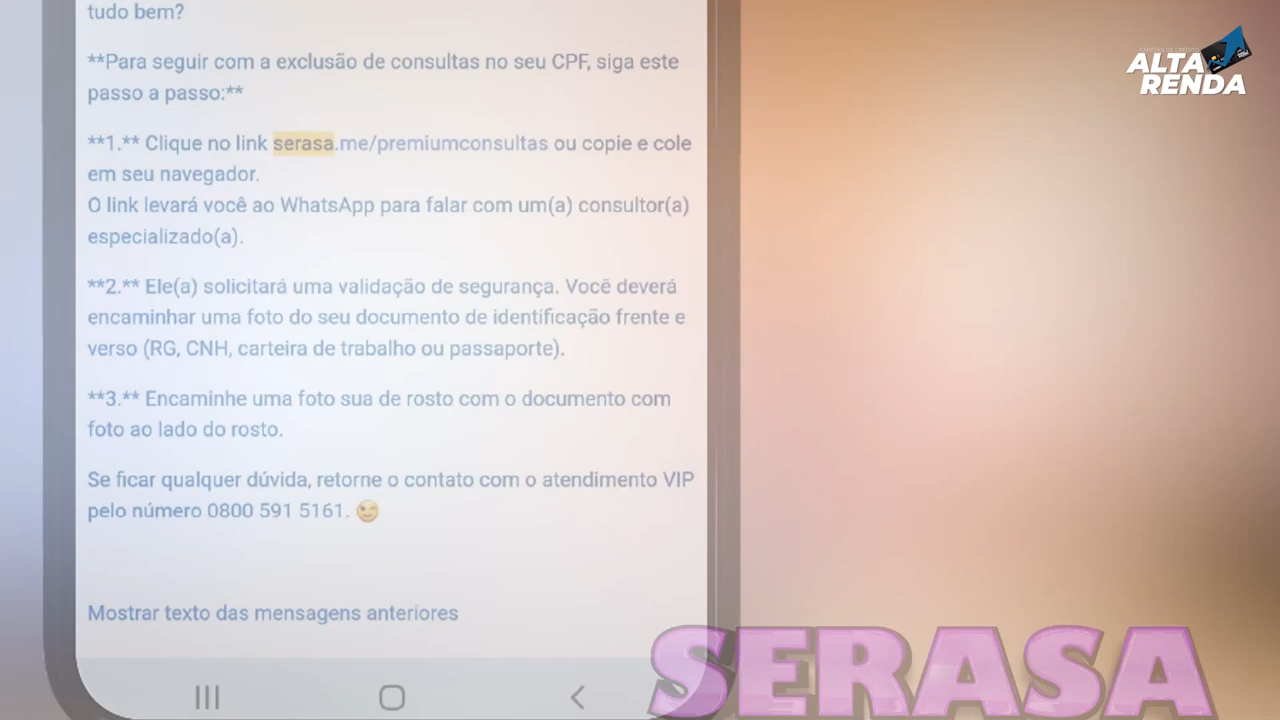 tudo bem?
**Para seguir com a exclusão de consultas no seu CPF, siga este
passo a passo:**
**1.** Clique no link serasa.me/premiumconsultas ou copie e cole
em seu navegador.
O link levará você ao WhatsApp para falar com um(a) consultor(a)
especializado(a).
**2.** Ele(a) solicitará uma validação de segurança. Você deverá
encaminhar uma foto do seu documento de identificação frente e
verso (RG, CNH, carteira de trabalho ou passaporte).
**3.** Encaminhe uma foto sua de rosto com o documento com
foto ao lado do rosto.
Se ficar qualquer dúvida, retorne o contato com o atendimento VIP
pelo número 0800 591 5161. 😉
Mostrar texto das mensagens anteriores
CARTÕES DE CRÉDITO
ALTA
RENDA
SERASA